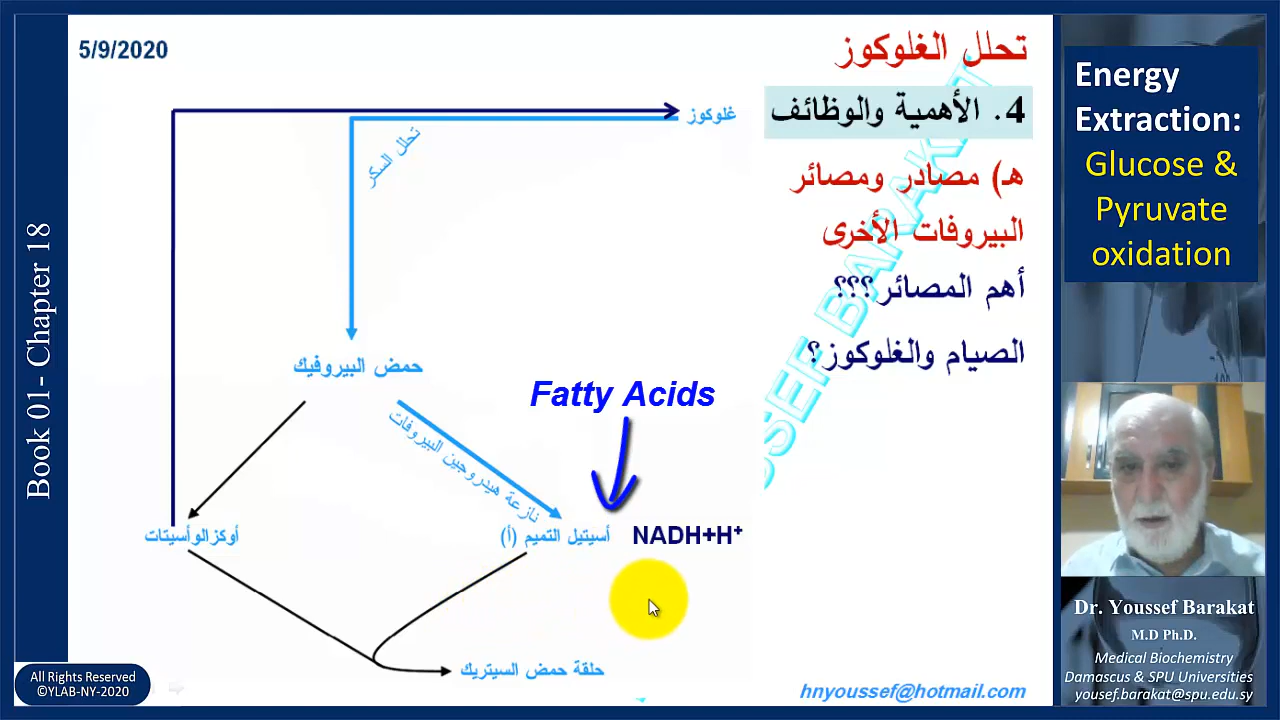 5/9/2020
تحلل الغلوكوز
4. الأهمية والوظائف
هـ) مصادر ومصائر
البيروفات الأخرى
أهم المصائر؟؟؟
الصيام والغلوكوز؟
غلوكوز
تحلل السكر
حمض البيروفيك
Fatty Acids
نازعة هيدروجين البيروفات
أوكزالوأسيتات
أسيتيل التميم (أ)
NADH+H+
حلقة حمض السيتريك
Book 01- Chapter 18
All Rights Reserved
©YLAB-NY-2020
hnyoussef@hotmail.com
Energy
Extraction:
Glucose &
Pyruvate
oxidation
Dr. Youssef Barakat
M.D Ph.D.
Medical Biochemistry
Damascus & SPU Universities
yousef.barakat@spu.edu.sy
SEF BARAKAT